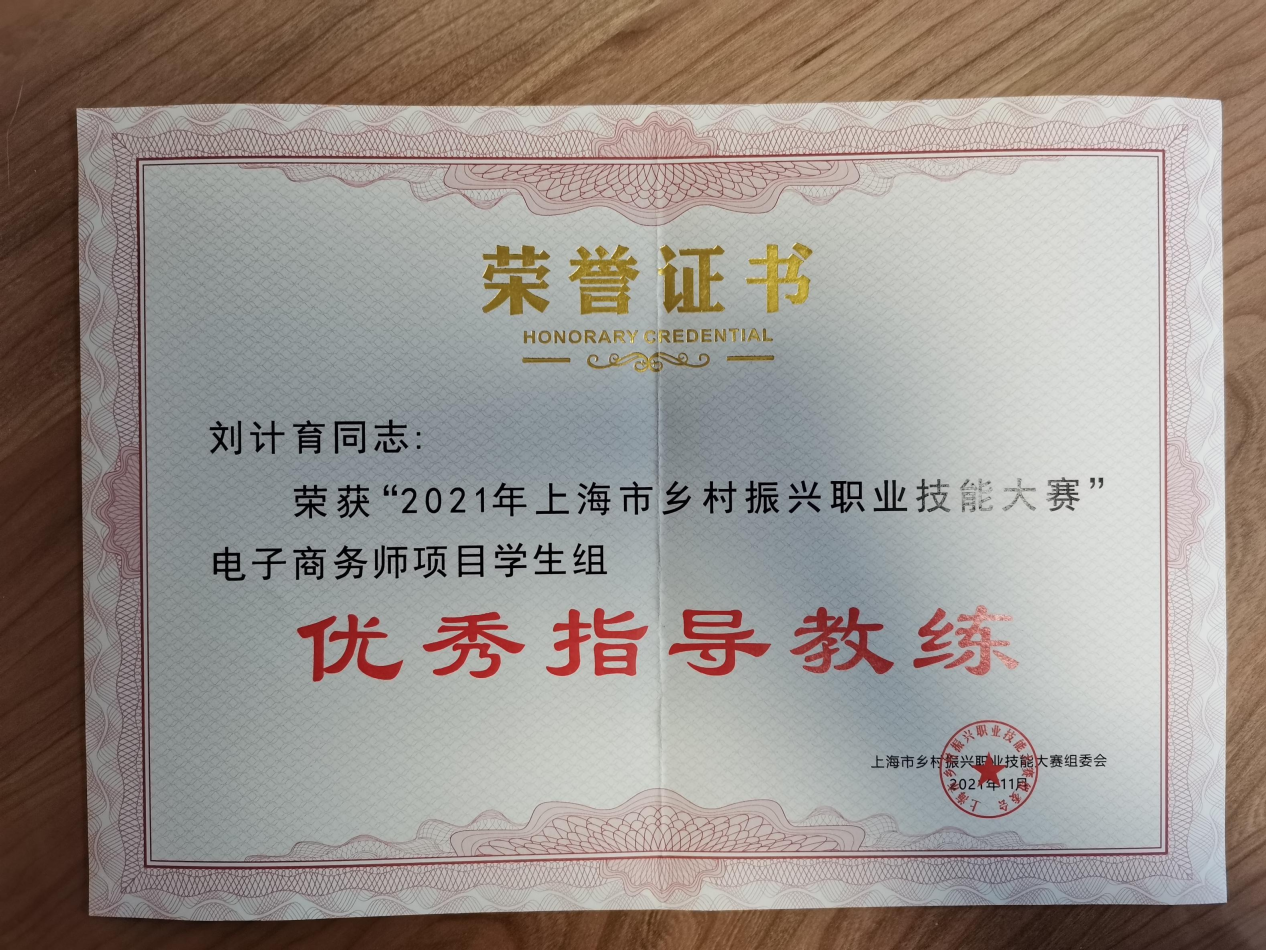 荣誉证书
HONORARY CREDENTIAL
刘计育同志:
荣获“2021年上海市乡村振兴职业技能大赛”
电子商务师项目学生组
优秀指导教练
上海市乡村振兴职业技能大赛组委会
2021年11月